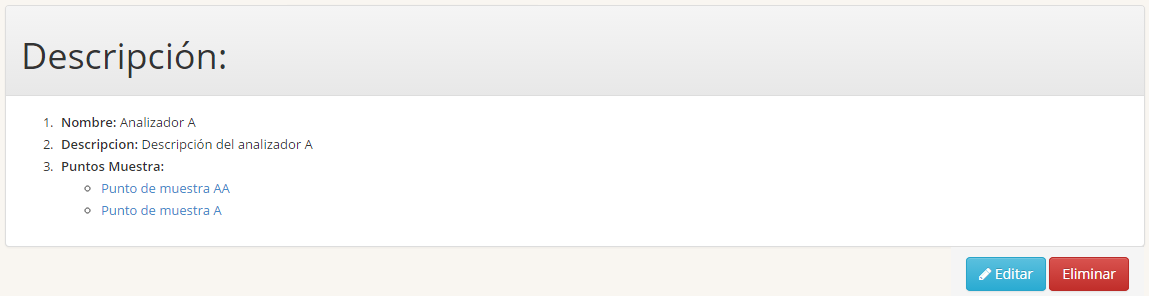 Descripción:
1. Nombre: Analizador A
2. Descripcion: Descripción del analizador A
3. Puntos Muestra:
Punto de muestra AA
Punto de muestra A
Editar Eliminar